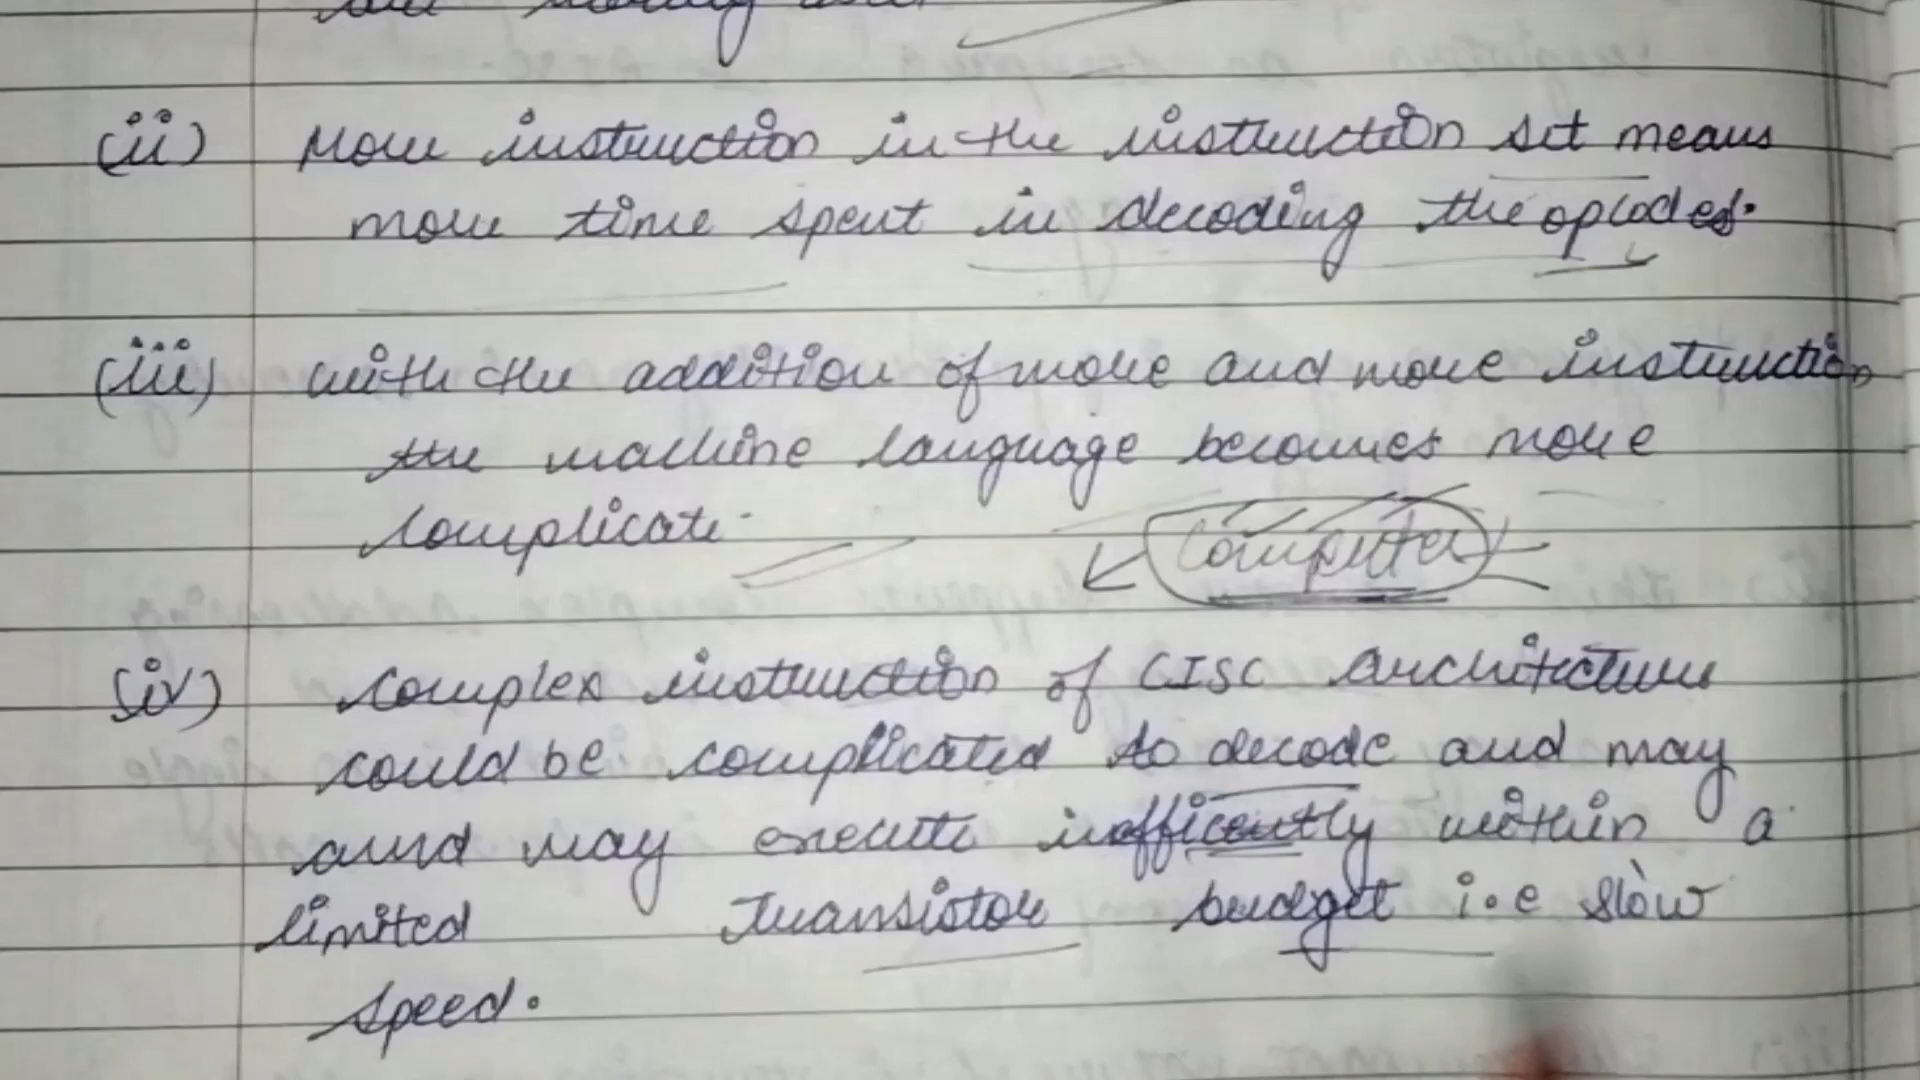 (ii) More instruction in the instruction set means
more time spent in decoding the opcodes.
(iii) with the addition of more and more instruction
the machine language becomes more
complicate.
Computer
(iv) Complex instruction of CISC Architecture
could be complicated to decode and may
and may execute inefficently within a
limited Transistor budget i.e slow
speed.